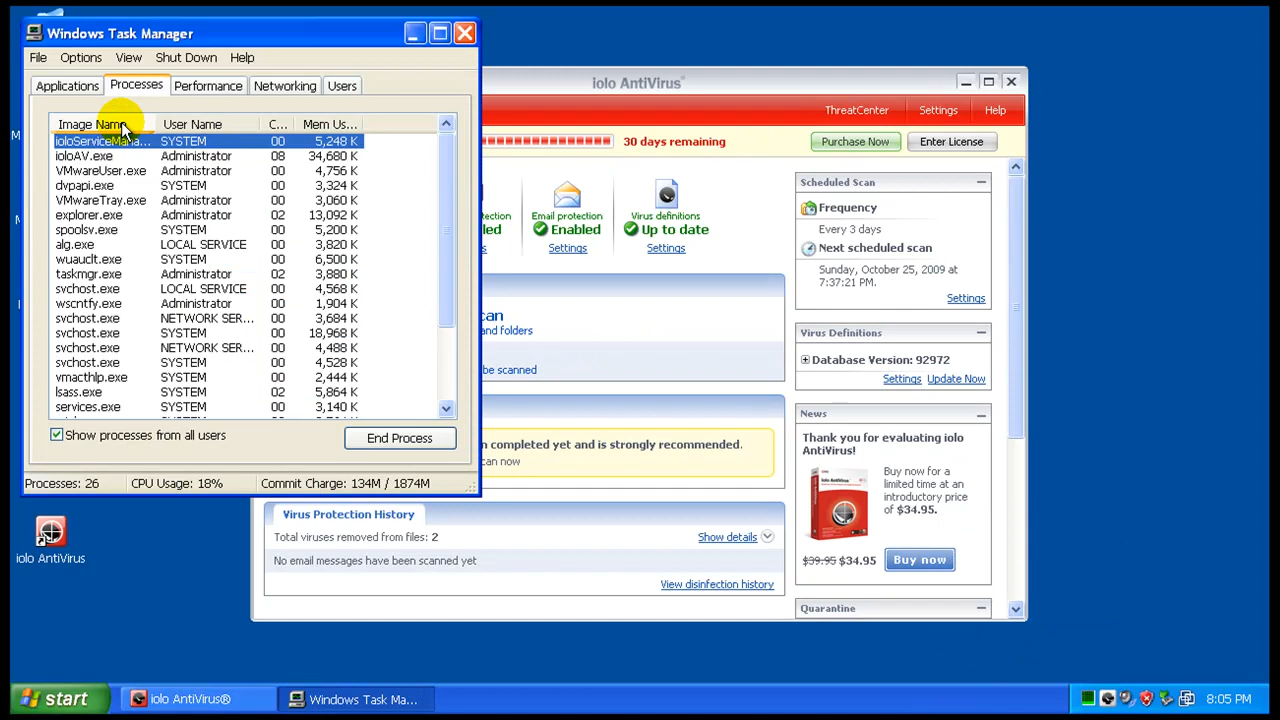 Windows Task Manager
File Options View Shut Down Help
Applications Processes Performance Networking Users
Image Name User Name C... Mem Us...
ioloServiceMana... SYSTEM 00 5,248 K
ioloAV.exe Administrator 08 34,680 K
VMwareUser.exe Administrator 00 4,756 K
dvpapi.exe SYSTEM 00 3,324 K
VMwareTray.exe Administrator 00 3,060 K
explorer.exe Administrator 02 13,092 K
spoolsv.exe SYSTEM 00 5,200 K
alg.exe LOCAL SERVICE 00 3,820 K
wuauclt.exe SYSTEM 00 6,500 K
taskmgr.exe Administrator 02 3,880 K
svchost.exe LOCAL SERVICE 00 4,568 K
wscntfy.exe Administrator 00 1,904 K
svchost.exe NETWORK SER... 00 2,684 K
svchost.exe SYSTEM 00 18,968 K
svchost.exe NETWORK SER... 00 4,488 K
svchost.exe SYSTEM 00 4,528 K
vmacthlp.exe SYSTEM 00 2,444 K
lsass.exe SYSTEM 02 5,864 K
services.exe SYSTEM 00 3,140 K
Show processes from all users
End Process
Processes: 26 CPU Usage: 18% Commit Charge: 134M / 1874M
iolo AntiVirus®
ThreatCenter Settings Help
30 days remaining
Purchase Now Enter License
Email protection
Enabled
Settings
Virus definitions
Up to date
Settings
and folders
be scanned
completed yet and is strongly recommended.
can now
Virus Protection History
Total viruses removed from files: 2 Show details
No email messages have been scanned yet
View disinfection history
Scheduled Scan
Frequency
Every 3 days
Next scheduled scan
Sunday, October 25, 2009 at
7:37:21 PM
Settings
Virus Definitions
Database Version: 92972
Settings Update Now
News
Thank you for evaluating iolo
AntiVirus!
Buy now for a
limited time at an
introductory
price of
$34.95.
$39.95 $34.95 Buy now
Quarantine
iolo AntiVirus
start
iolo AntiVirus®
Windows Task Ma...
8:05 PM